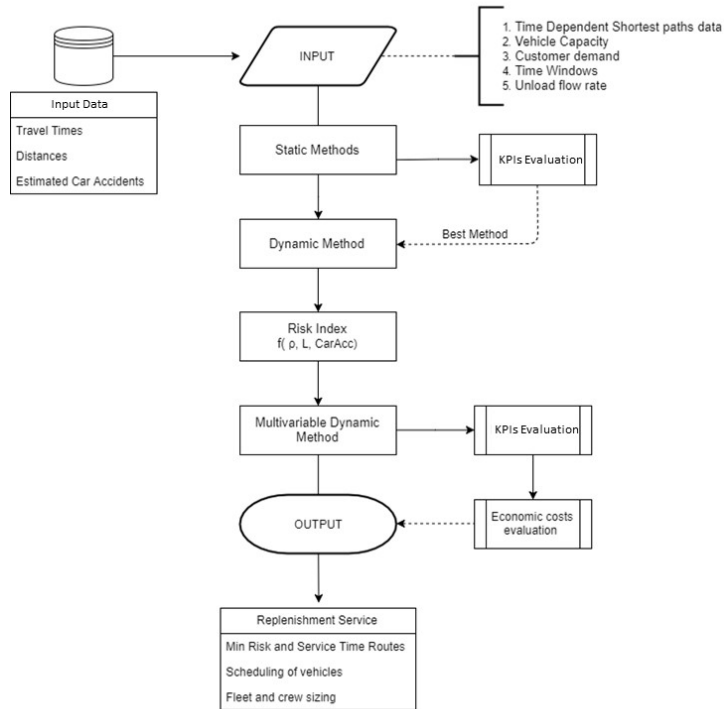 INPUT
1. Time Dependent Shortest paths data
2. Vehicle Capacity
3. Customer demand
4. Time Windows
5. Unload flow rate
Input Data
Travel Times
Distances
Estimated Car Accidents
Static Methods
KPIs Evaluation
Best Method
Dynamic Method
Risk Index
f( ρ, L, CarAcc)
Multivariable Dynamic
Method
KPIs Evaluation
OUTPUT
Economic costs
evaluation
Replenishment Service
Min Risk and Service Time Routes
Scheduling of vehicles
Fleet and crew sizing